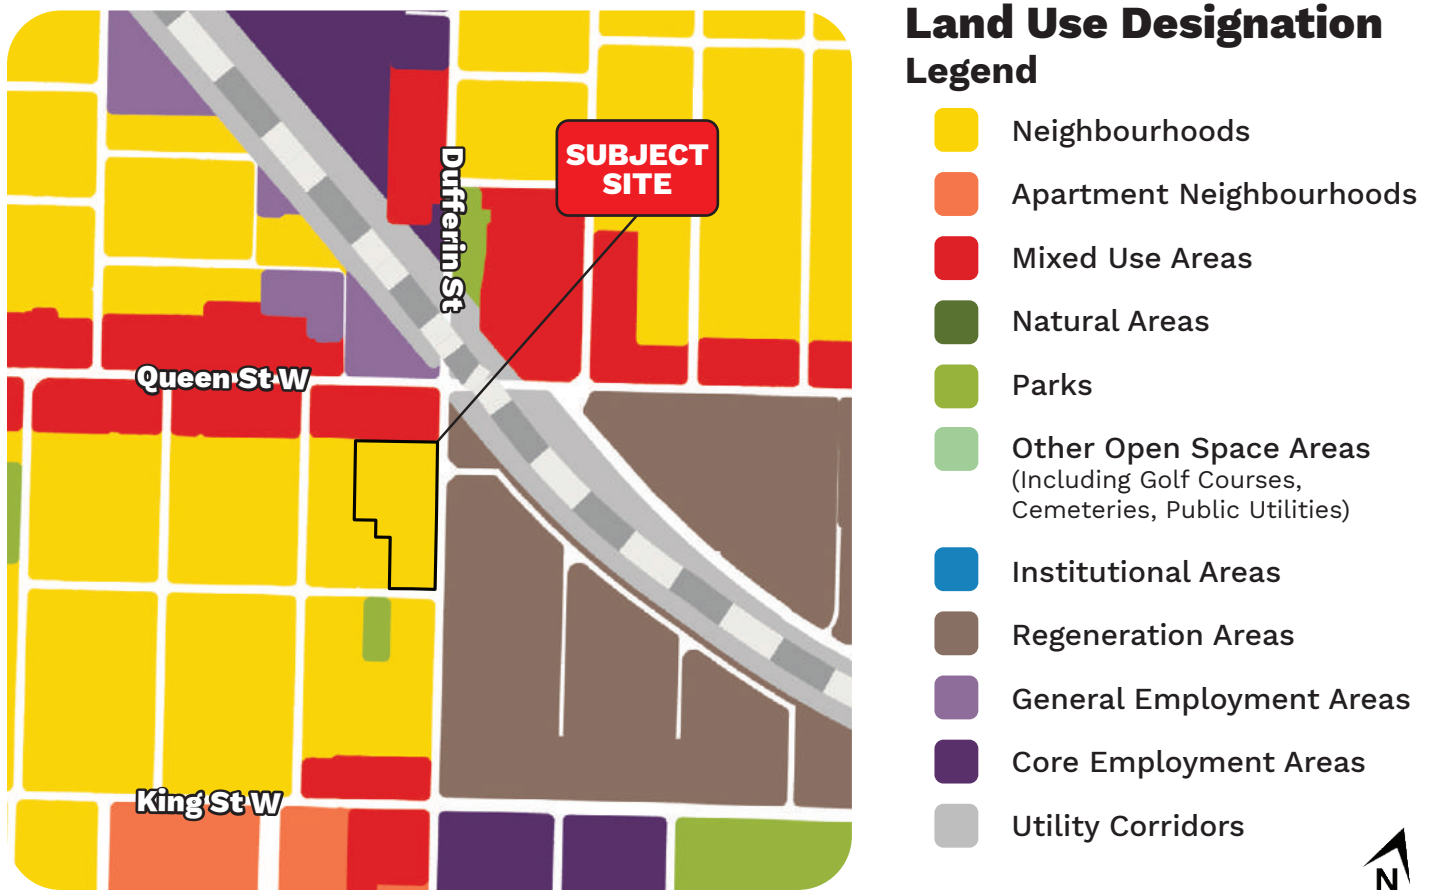 Land Use Designation
Legend
Neighbourhoods
Apartment Neighbourhoods
Mixed Use Areas
Natural Areas
Parks
Other Open Space Areas
(Including Golf Courses,
Cemeteries, Public Utilities)
Institutional Areas
Regeneration Areas
General Employment Areas
Core Employment Areas
Utility Corridors
N
SUBJECT
SITE
Dufferin St
Queen St W
King St W